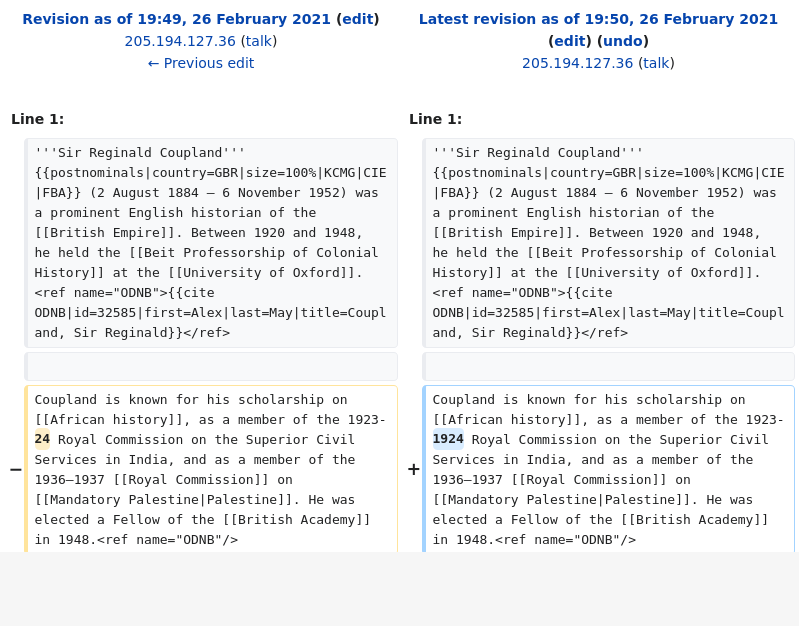 Revision as of 19:49, 26 February 2021 (edit)
205.194.127.36 (talk)
← Previous edit
Latest revision as of 19:50, 26 February 2021
(edit) (undo)
205.194.127.36 (talk)
Line 1:
Line 1:
'''Sir Reginald Coupland'''
{{postnominals|country=GBR|size=100%|KCMG|CIE
|FBA}} (2 August 1884 – 6 November 1952) was
a prominent English historian of the
[[British Empire]]. Between 1920 and 1948,
he held the [[Beit Professorship of Colonial
History]] at the [[University of Oxford]].
<ref name="ODNB">{{cite
ODNB|id=32585|first=Alex|last=May|title=Coupl
and, Sir Reginald}}</ref>
'''Sir Reginald Coupland'''
{{postnominals|country=GBR|size=100%|KCMG|CIE
|FBA}} (2 August 1884 – 6 November 1952) was
a prominent English historian of the
[[British Empire]]. Between 1920 and 1948,
he held the [[Beit Professorship of Colonial
History]] at the [[University of Oxford]].
<ref name="ODNB">{{cite
ODNB|id=32585|first=Alex|last=May|title=Coupl
and, Sir Reginald}}</ref>
−
Coupland is known for his scholarship on
[[African history]], as a member of the 1923-
24 Royal Commission on the Superior Civil
Services in India, and as a member of the
1936–1937 [[Royal Commission]] on
[[Mandatory Palestine|Palestine]]. He was
elected a Fellow of the [[British Academy]]
in 1948.<ref name="ODNB"/>
+
Coupland is known for his scholarship on
[[African history]], as a member of the 1923-
1924 Royal Commission on the Superior Civil
Services in India, and as a member of the
1936–1937 [[Royal Commission]] on
[[Mandatory Palestine|Palestine]]. He was
elected a Fellow of the [[British Academy]]
in 1948.<ref name="ODNB"/>